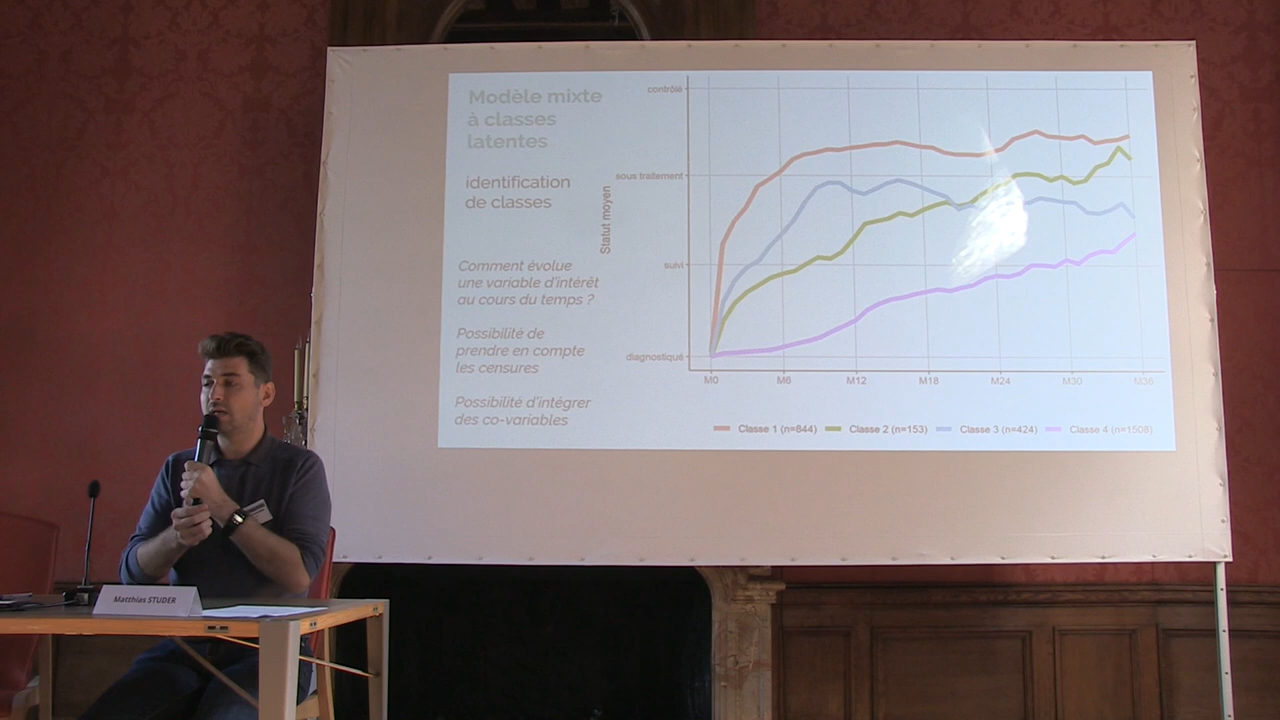 Modèle mixte
à classes
latentes
identification
de classes
Comment évolue
une variable d'intérêt
au cours du temps ?
Possibilité de
prendre en compte
les censures
Possibilité d'intégrer
des co-variables
Statut moyen
contrôlé
sous traitement
suivi
diagnostiqué
M0 M6 M12 M18 M24 M30 M36
Classe 1 (n=844) Classe 2 (n=153) Classe 3 (n=424) Classe 4 (n=1508)
Matthias STUDER